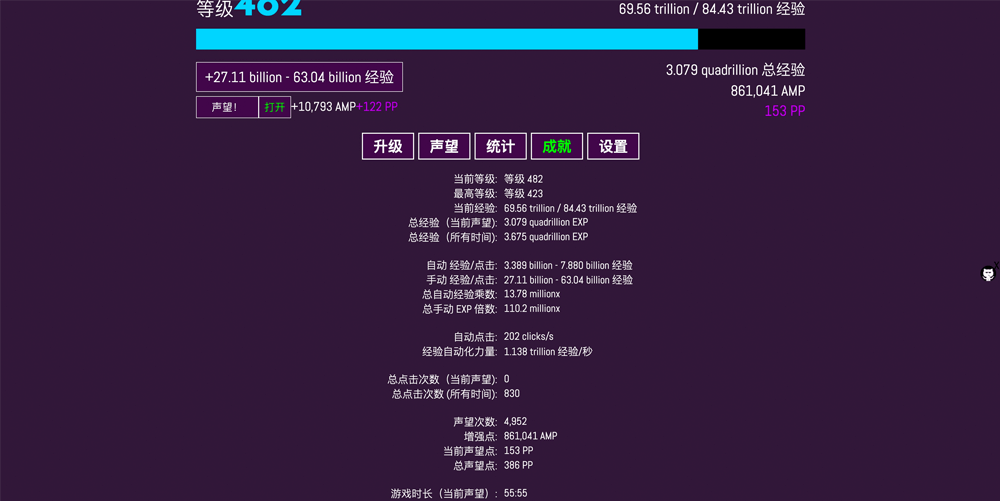 等级482
69.56 trillion / 84.43 trillion 经验
+27.11 billion - 63.04 billion 经验
3.079 quadrillion 总经验
861,041 AMP
声望! 打开 +10,793 AMP+122 PP
153 PP
升级 声望 统计 成就 设置
当前等级: 等级 482
最高等级: 等级 423
当前经验: 69.56 trillion / 84.43 trillion 经验
总经验（当前声望): 3.079 quadrillion EXP
总经验（所有时间): 3.675 quadrillion EXP
自动 经验/点击: 3.389 billion - 7.880 billion 经验
手动 经验/点击: 27.11 billion - 63.04 billion 经验
总自动经验乘数: 13.78 millionx
总手动 EXP 倍数: 110.2 millionx
自动点击: 202 clicks/s
经验自动化力量: 1.138 trillion 经验/秒
总点击次数（当前声望): 0
总点击次数 (所有时间): 830
声望次数: 4,952
增强点: 861,041 AMP
当前声望点: 153 PP
总声望点: 386 PP
游戏时长（当前声望）: 55:55
X